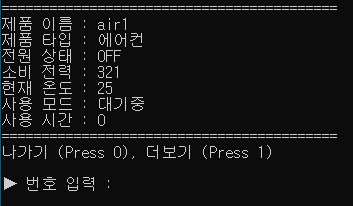 ==========================================
제품 이름 : air1
제품 타입 : 에어컨
전원 상태 : OFF
소비 전력 : 321
현재 온도 : 25
사용 모드 : 대기중
사용 시간 : 0
==========================================
나가기 (Press 0), 더보기 (Press 1)
▶ 번호 입력 :